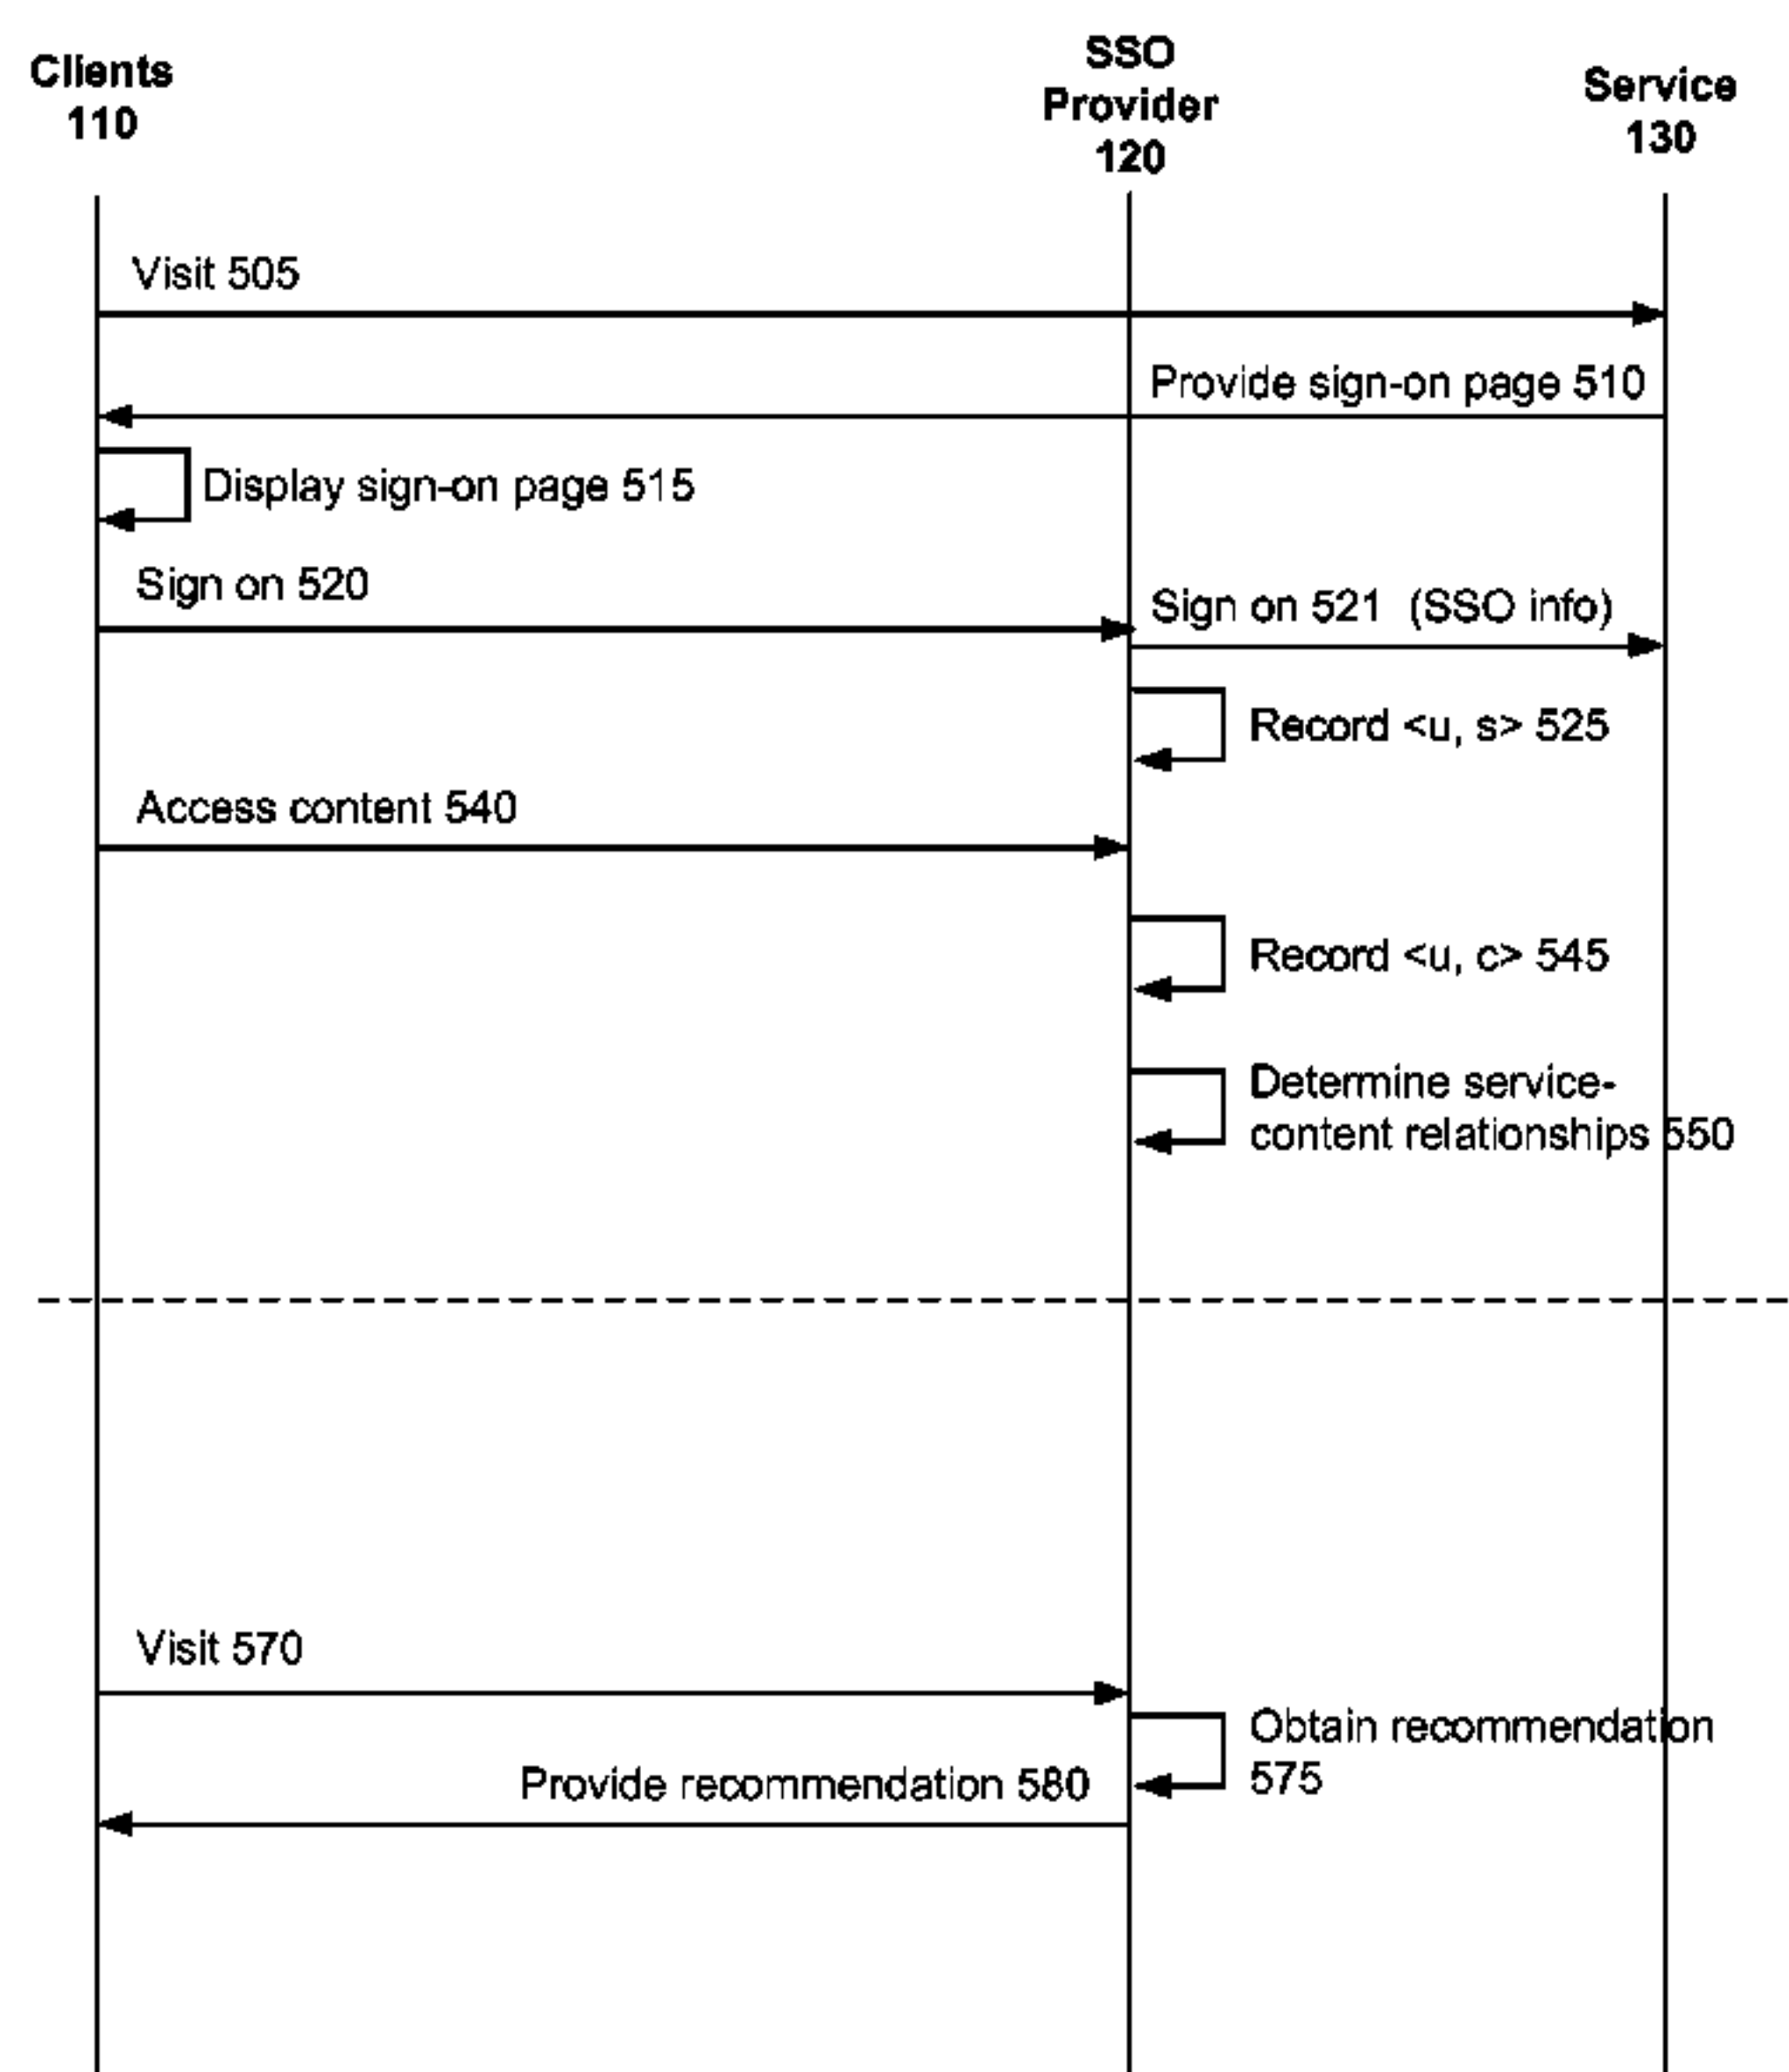 Clients
110
SSO
Provider
120
Service
130
Visit 505
Provide sign-on page 510
Display sign-on page 515
Sign on 520
Sign on 521 (SSO info)
Record <u, s> 525
Access content 540
Record <u, c> 545
Determine service-
content relationships 550
Visit 570
Obtain recommendation
575
Provide recommendation 580